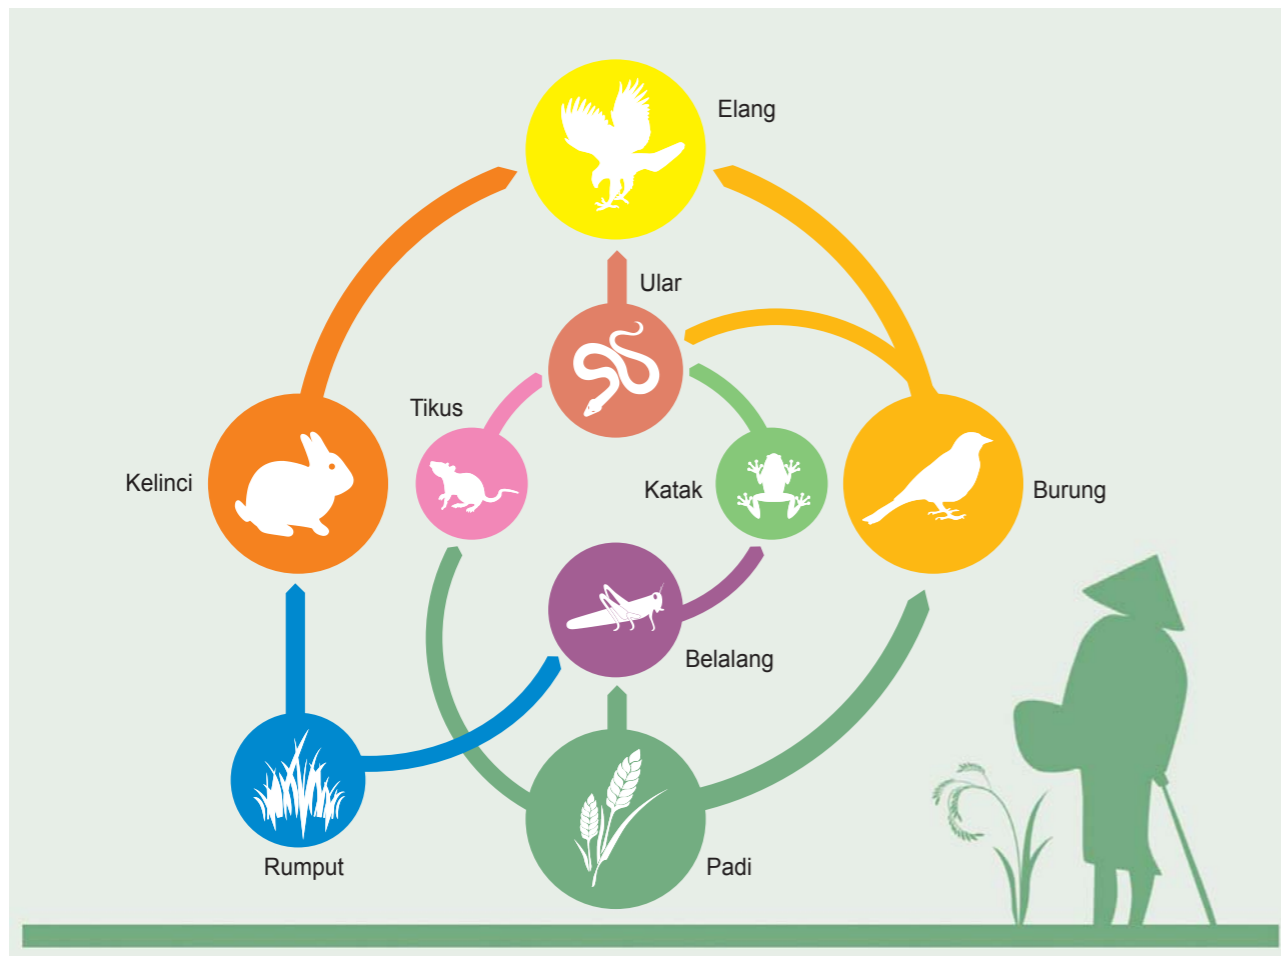 Elang
Ular
Tikus
Kelinci
Katak
Burung
Belalang
Rumput
Padi